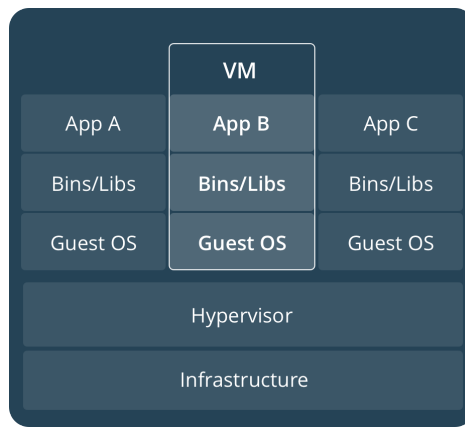 VM
App A App B App C
Bins/Libs Bins/Libs Bins/Libs
Guest OS Guest OS Guest OS
Hypervisor
Infrastructure